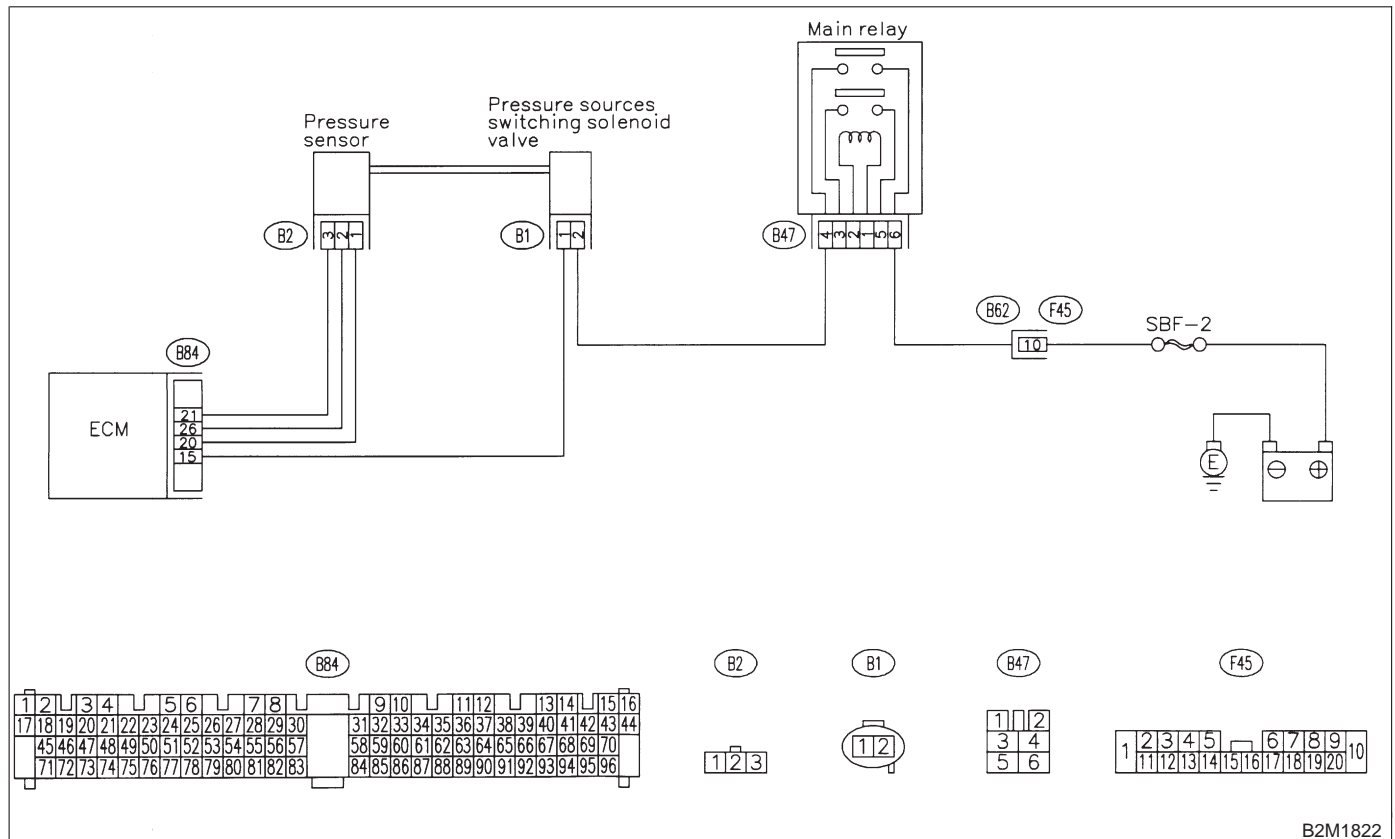 Main relay
Pressure sources
switching solenoid
valve
Pressure
sensor
B2
3 2 1
B1
1 2
B47
4 3 2 1 5 6
B62 F45
10
SBF-2
B84
ECM
21
26
20
15
E
⊖ ⊕
B84 B2 B1 B47 F45
1 2 3 4 5 6 7 8 9 10 11 12 13 14 15 16
17 18 19 20 21 22 23 24 25 26 27 28 29 30 31 32 33 34 35 36 37 38 39 40 41 42 43 44
45 46 47 48 49 50 51 52 53 54 55 56 57 58 59 60 61 62 63 64 65 66 67 68 69 70
71 72 73 74 75 76 77 78 79 80 81 82 83 84 85 86 87 88 89 90 91 92 93 94 95 96
1 2 3
1 2
1 2
3 4
5 6
1 2 3 4 5 6 7 8 9 10
11 12 13 14 15 16 17 18 19 20
B2M1822